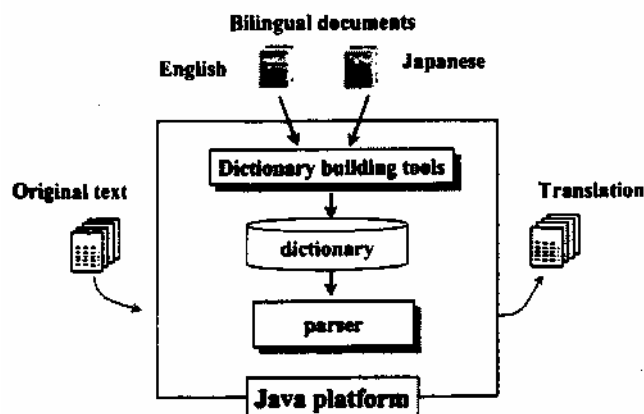 Bilingual documents
English
Japanese
Dictionary building tools
Original text
Translation
dictionary
parser
Java platform